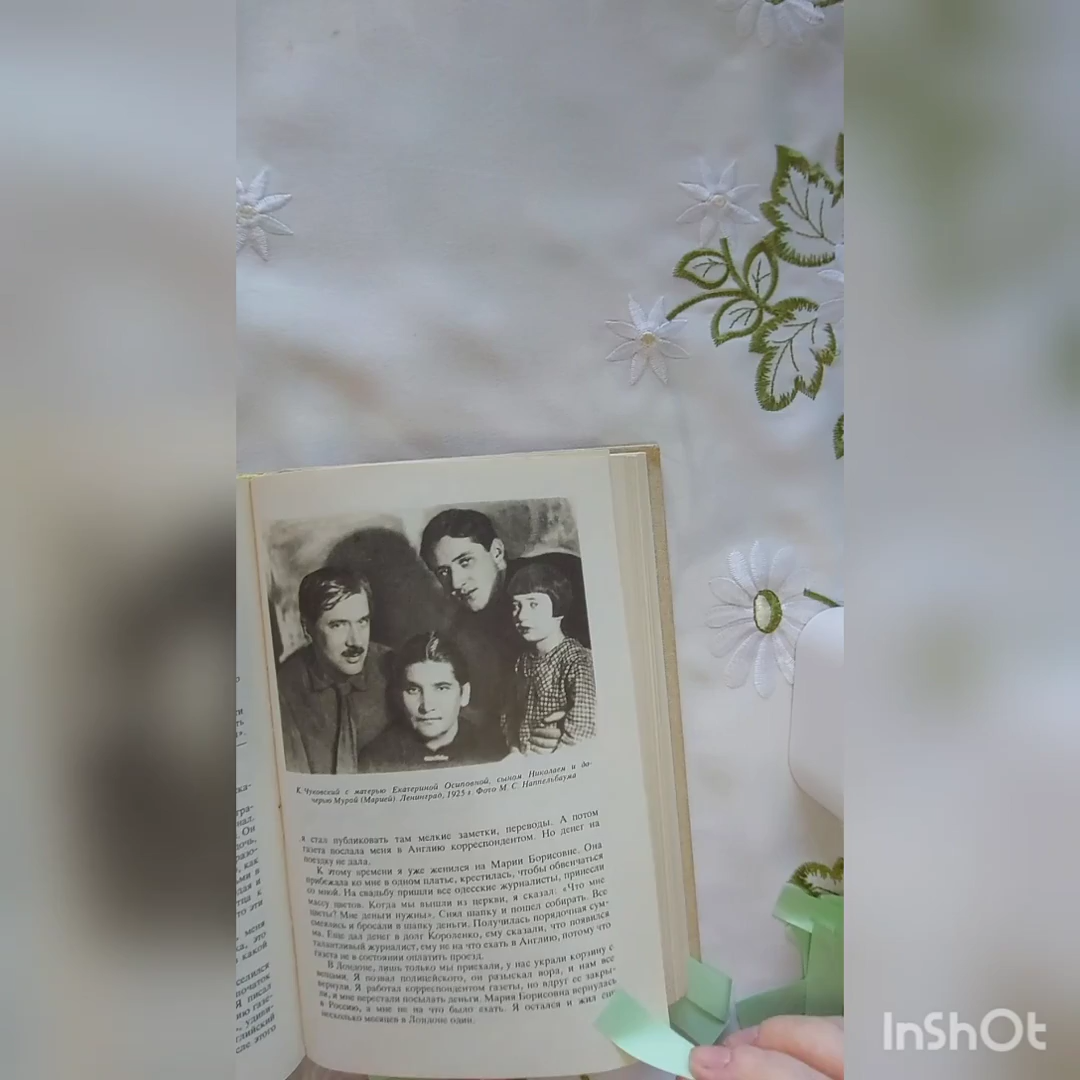 К. Чуковский с матерью Екатериной Осиповной, сыном Николаем и до-
черью Мурой (Марией). Ленинград, 1925 г. Фото М. С. Наппельбаума
я стал публиковать там мелкие заметки, переводы. А потом
газета послала меня в Англию корреспондентом. Но денег на
поездку не дала.
К этому времени я уже женился на Марии Борисовне. Она
прибежала ко мне в одном платье, крестилась, чтобы обвенчаться
со мной. На свадьбу пришли все одесские журналисты, принесли
массу цветов. Когда мы вышли из церкви, я сказал: «Что мне
цветы? Мне деньги нужны». Снял шапку и пошел собирать. Все
смеялись и бросали в шапку деньги. Получилась порядочная сум-
ма. Еще дал денег в долг Короленко, ему сказали, что появился
талантливый журналист, ему не на что ехать в Англию, потому что
газета не в состоянии оплатить проезд.
В Лондоне, лишь только мы приехали, у нас украли корзину с
вещами. Я позвал полицейского, он разыскал вора, и нам все
вернули. Я работал корреспондентом газеты, но вдруг ее закры-
ли, и мне перестали посылать деньги. Мария Борисовна вернулась
в Россию, а мне не на что было ехать. Я остался и жил еще
несколько месяцев в Лондоне один.
InShOt